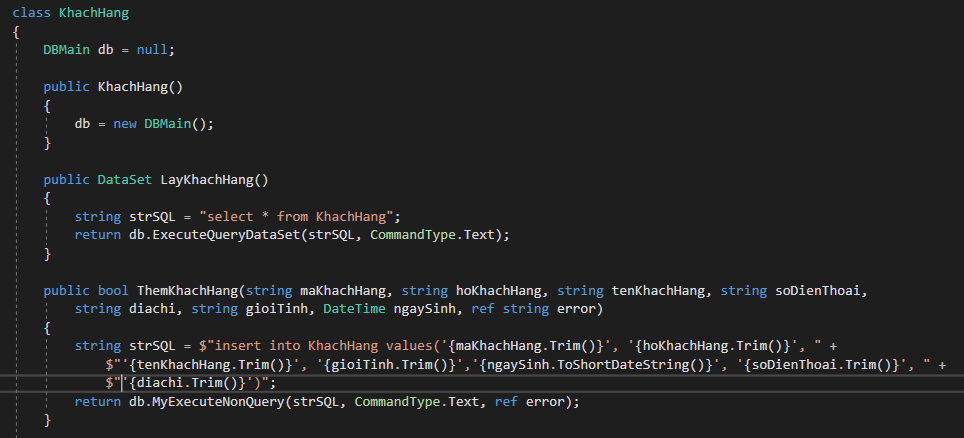 class KhachHang
{
DBMain db = null;
public KhachHang()
{
db = new DBMain();
}
public DataSet LayKhachHang()
{
string strSQL = "select * from KhachHang";
return db.ExecuteQueryDataSet(strSQL, CommandType.Text);
}
public bool ThemKhachHang(string maKhachHang, string hoKhachHang, string tenKhachHang, string soDienThoai,
string diachi, string gioiTinh, DateTime ngaySinh, ref string error)
{
string strSQL = $"insert into KhachHang values('{maKhachHang.Trim()}', '{hoKhachHang.Trim()}', " +
$"'{tenKhachHang.Trim()}', '{gioiTinh.Trim()}','{ngaySinh.ToShortDateString()}', '{soDienThoai.Trim()}', " +
$"'{diachi.Trim()}')";
return db.MyExecuteNonQuery(strSQL, CommandType.Text, ref error);
}